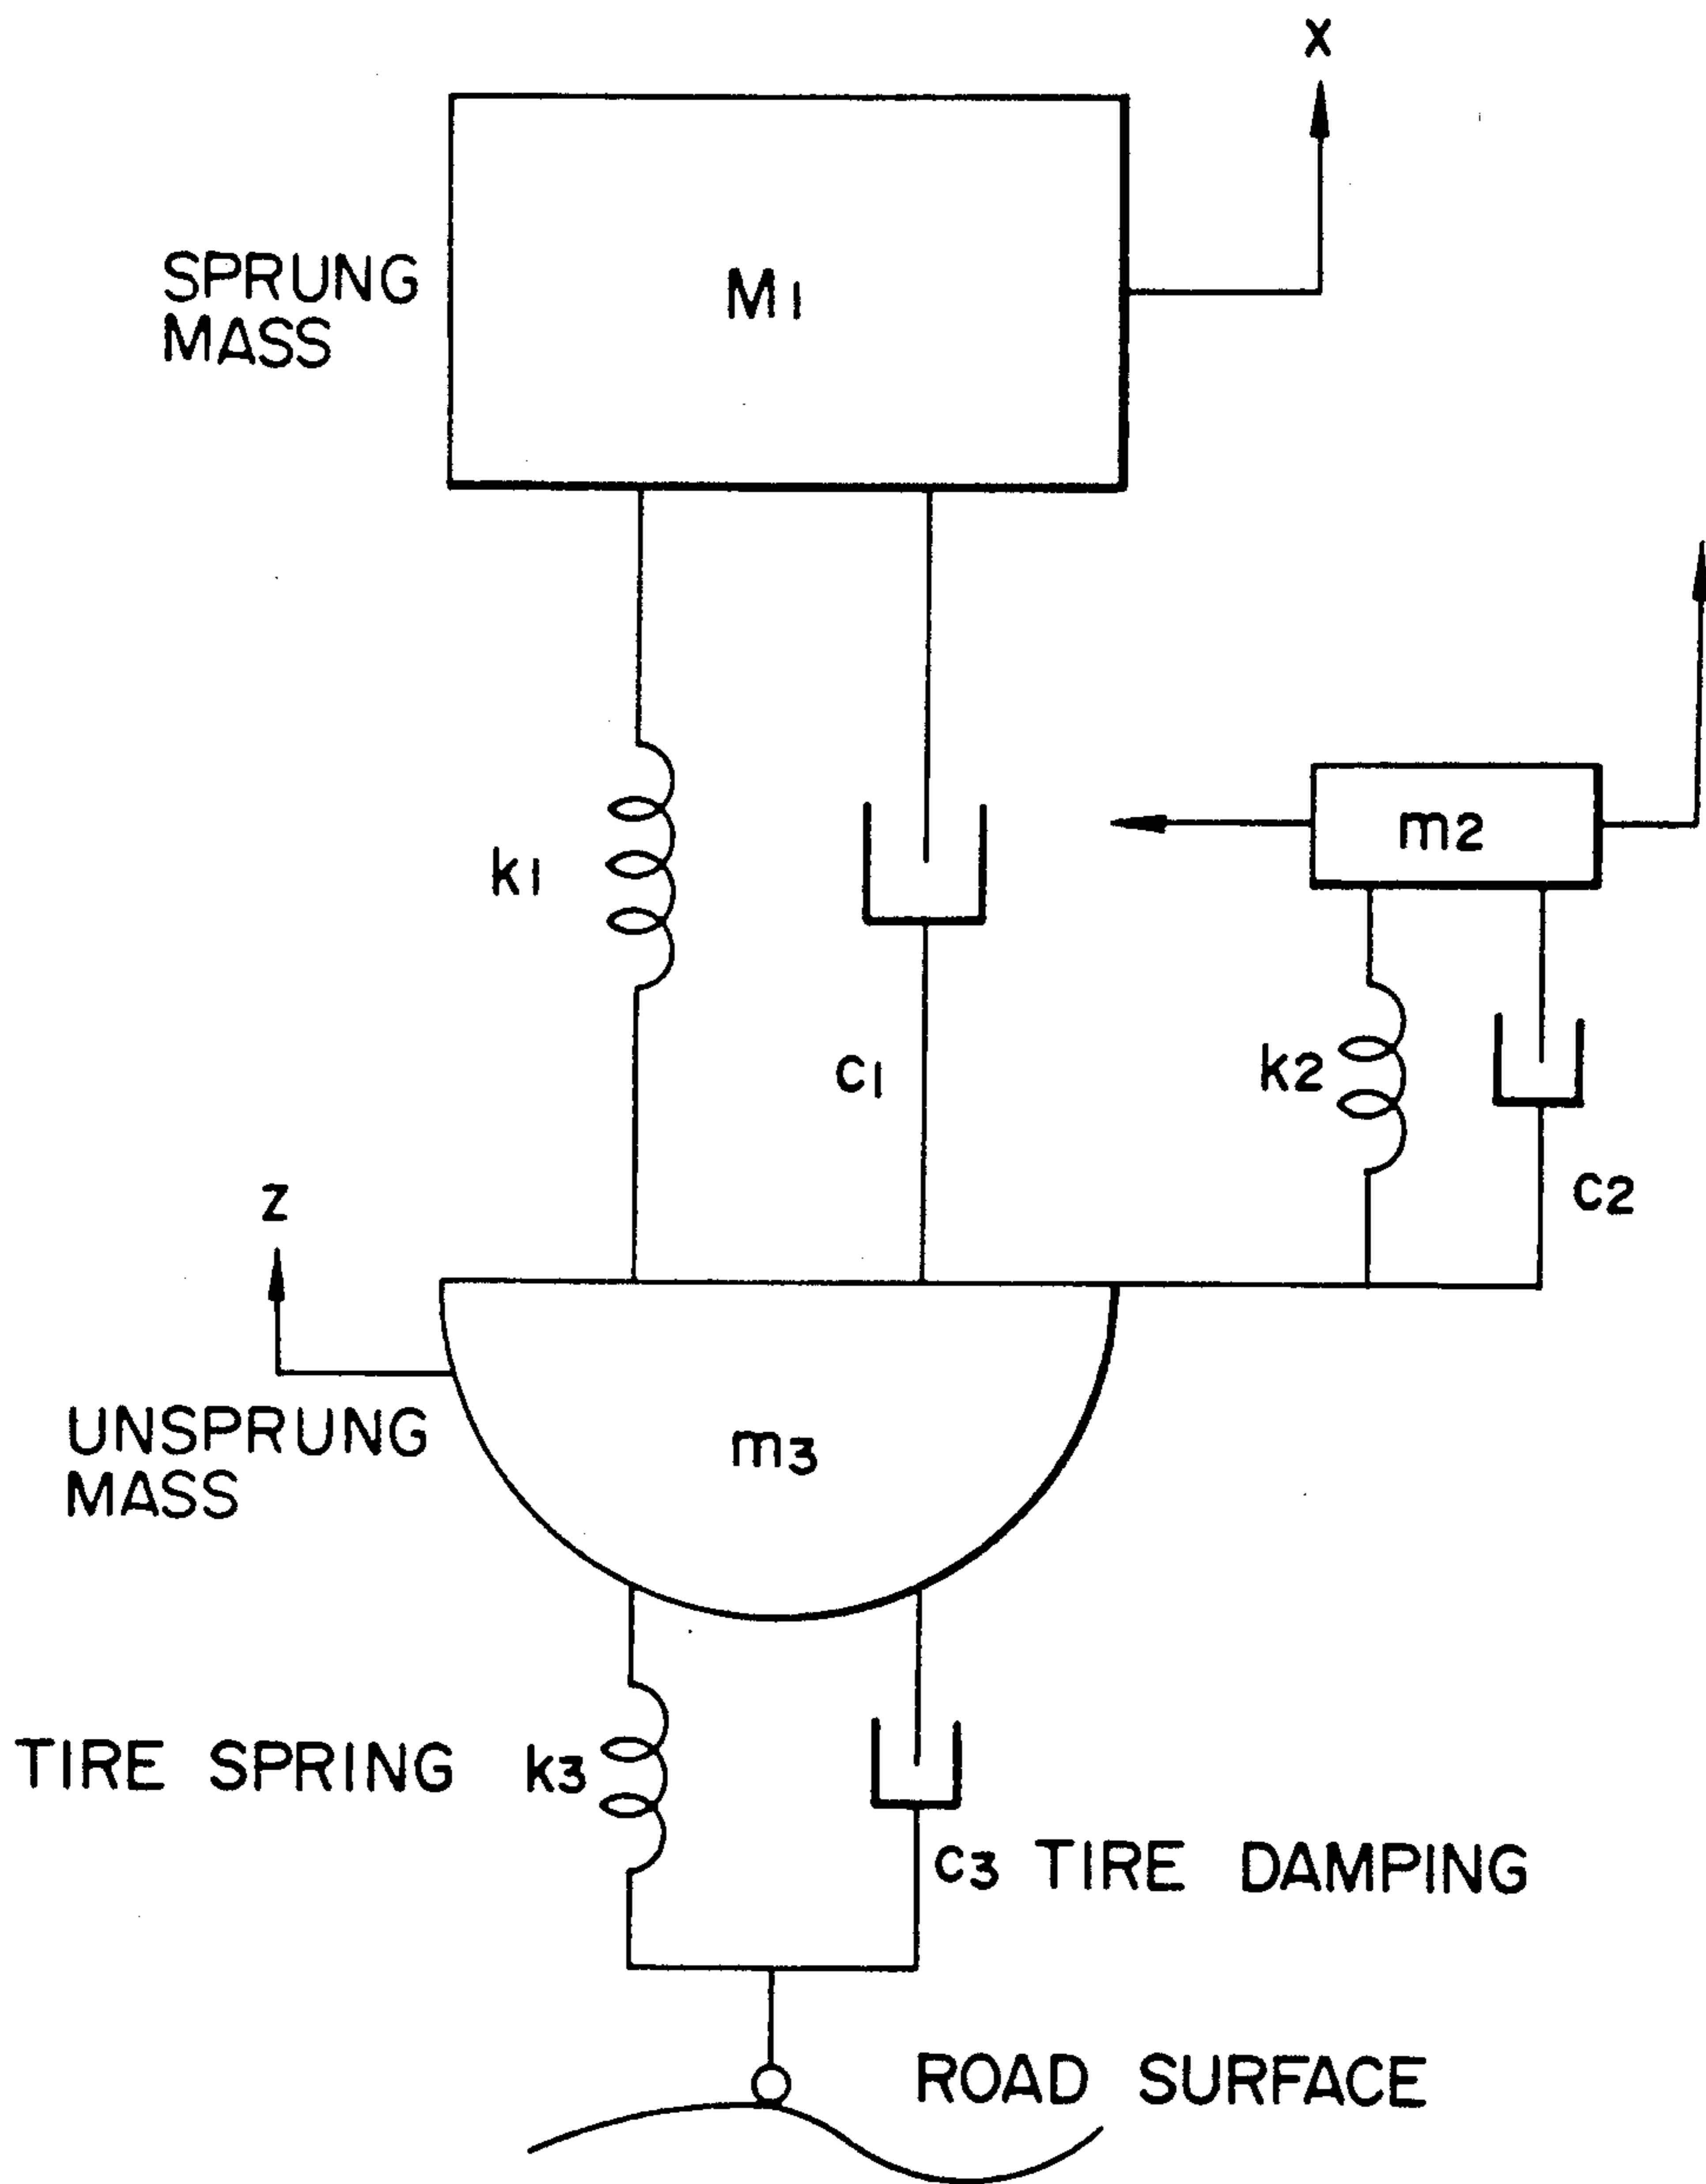 x
SPRUNG
MASS
M1
k1
m2
c1
k2
c2
z
UNSPRUNG
MASS
m3
TIRE SPRING k3
c3 TIRE DAMPING
ROAD SURFACE